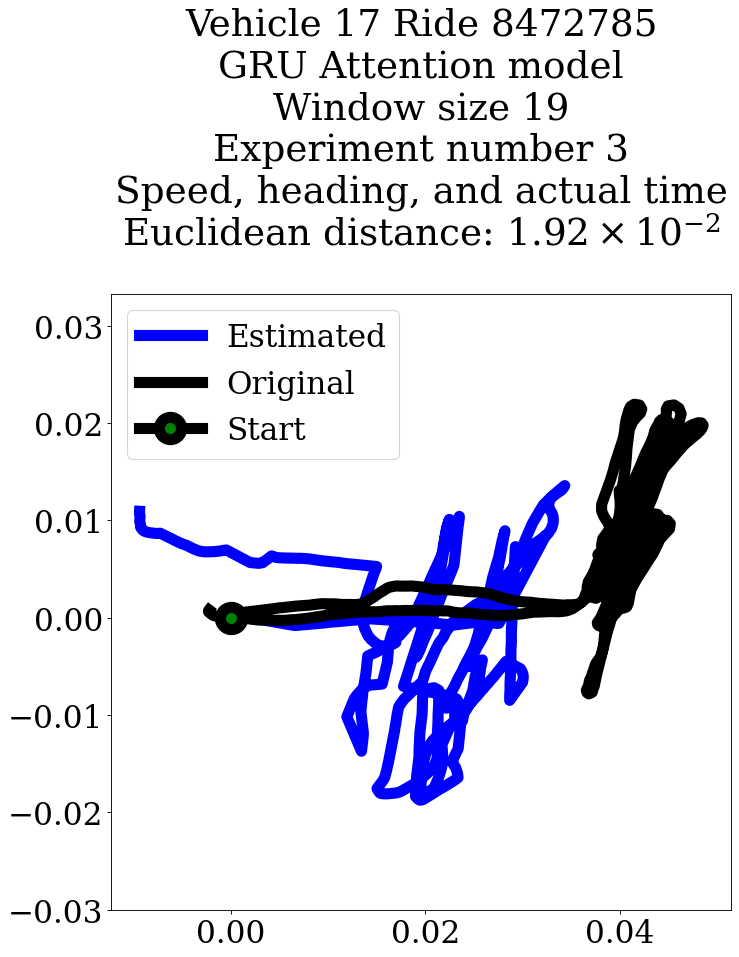 Vehicle 17 Ride 8472785
GRU Attention model
Window size 19
Experiment number 3
Speed, heading, and actual time
Euclidean distance: 1.92 × 10⁻²
Estimated
Original
Start
0.03
0.02
0.01
0.00
−0.01
−0.02
−0.03
0.00 0.02 0.04